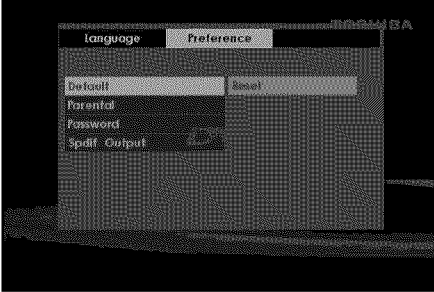 Language Preference
Default Reset
Parental
Password
Spdif Output